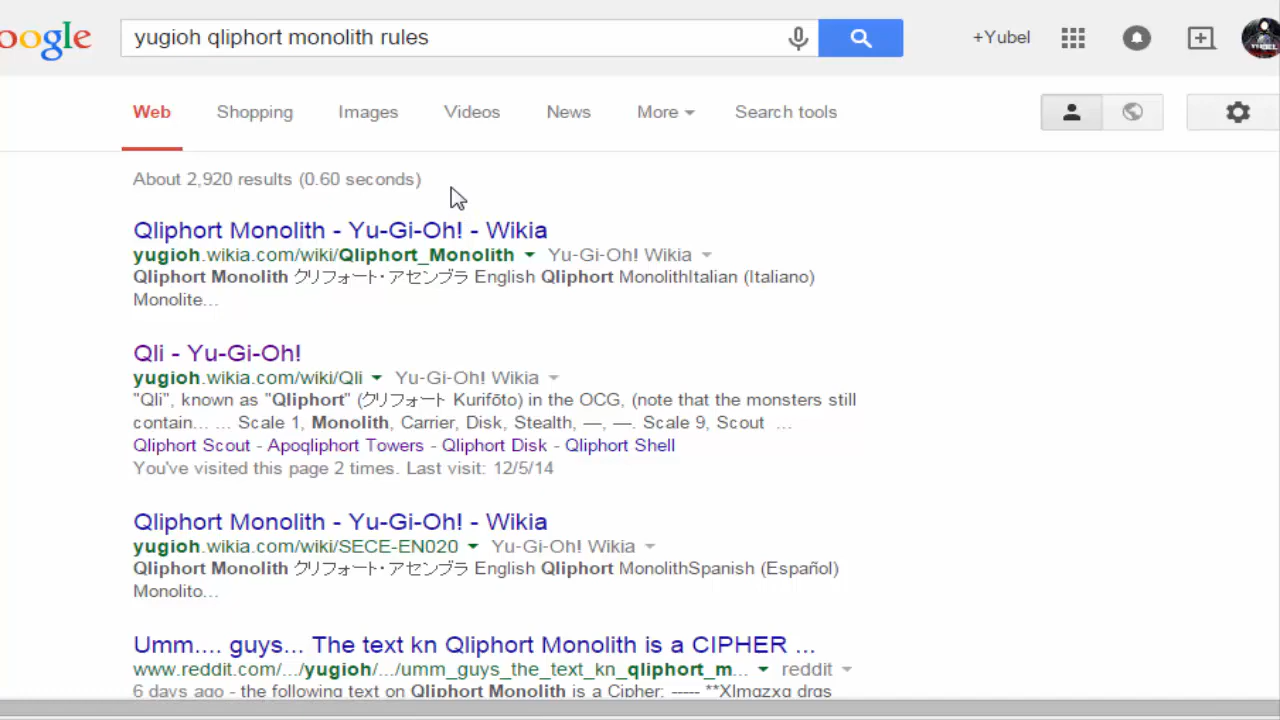 oogle yugioh qliphort monolith rules +Yubel
Web Shopping Images Videos News More Search tools
About 2,920 results (0.60 seconds)
Qliphort Monolith - Yu-Gi-Oh! - Wikia
yugioh.wikia.com/wiki/Qliphort_Monolith Yu-Gi-Oh! Wikia
Qliphort Monolith クリフォート・アセンブラ English Qliphort MonolithItalian (Italiano)
Monolite...
Qli - Yu-Gi-Oh!
yugioh.wikia.com/wiki/Qli Yu-Gi-Oh! Wikia
"Qli", known as "Qliphort" (クリフォート Kurifōto) in the OCG, (note that the monsters still
contain... ... Scale 1, Monolith, Carrier, Disk, Stealth, —, —. Scale 9, Scout ...
Qliphort Scout - Apoqliphort Towers - Qliphort Disk - Qliphort Shell
You've visited this page 2 times. Last visit: 12/5/14
Qliphort Monolith - Yu-Gi-Oh! - Wikia
yugioh.wikia.com/wiki/SECE-EN020 Yu-Gi-Oh! Wikia
Qliphort Monolith クリフォート・アセンブラ English Qliphort MonolithSpanish (Español)
Monolito...
Umm.... guys... The text kn Qliphort Monolith is a CIPHER ...
www.reddit.com/.../yugioh/.../umm_guys_the_text_kn_qliphort_m... reddit
6 days ago - the following text on Qliphort Monolith is a Cipher: ----- **Xlmgzxg